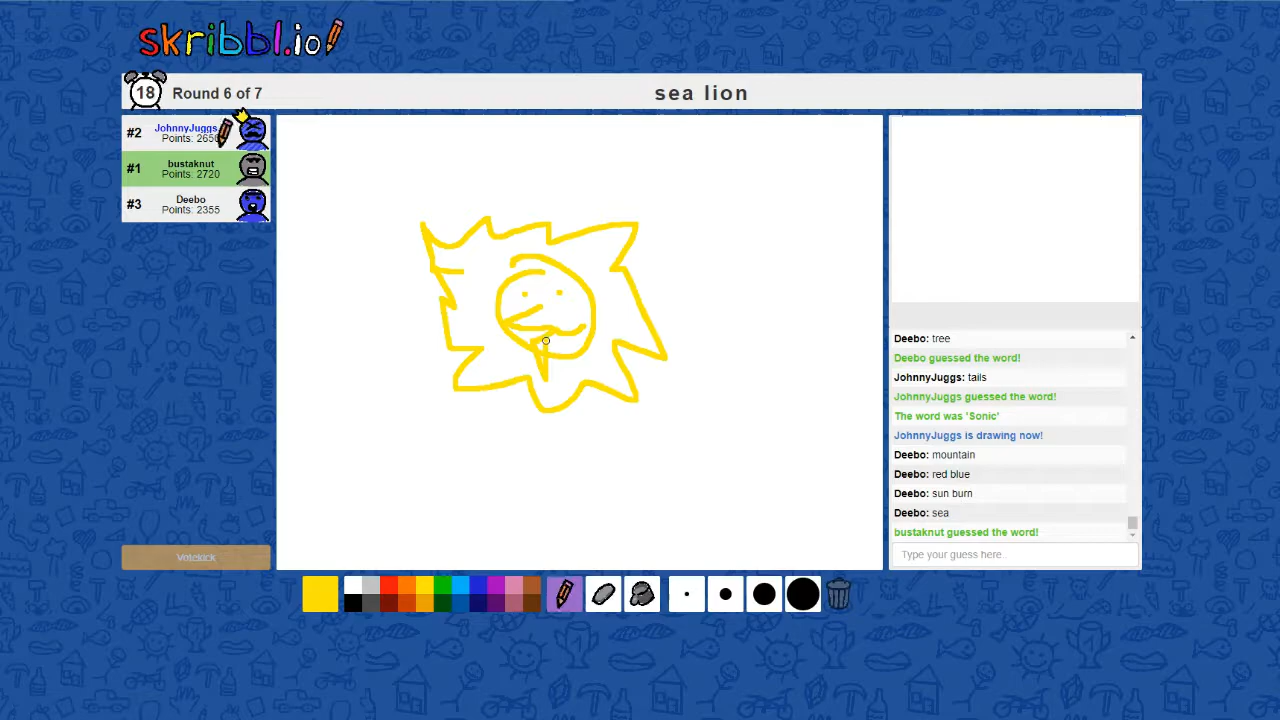 skribbl.io
18 Round 6 of 7 sea lion
#2 JohnnyJuggs
Points: 2650
#1 bustaknut
Points: 2720
#3 Deebo
Points: 2355
Deebo: tree
Deebo guessed the word!
JohnnyJuggs: tails
JohnnyJuggs guessed the word!
The word was 'Sonic'
JohnnyJuggs is drawing now!
Deebo: mountain
Deebo: red blue
Deebo: sun burn
Deebo: sea
bustaknut guessed the word!
Votekick
Type your guess here...